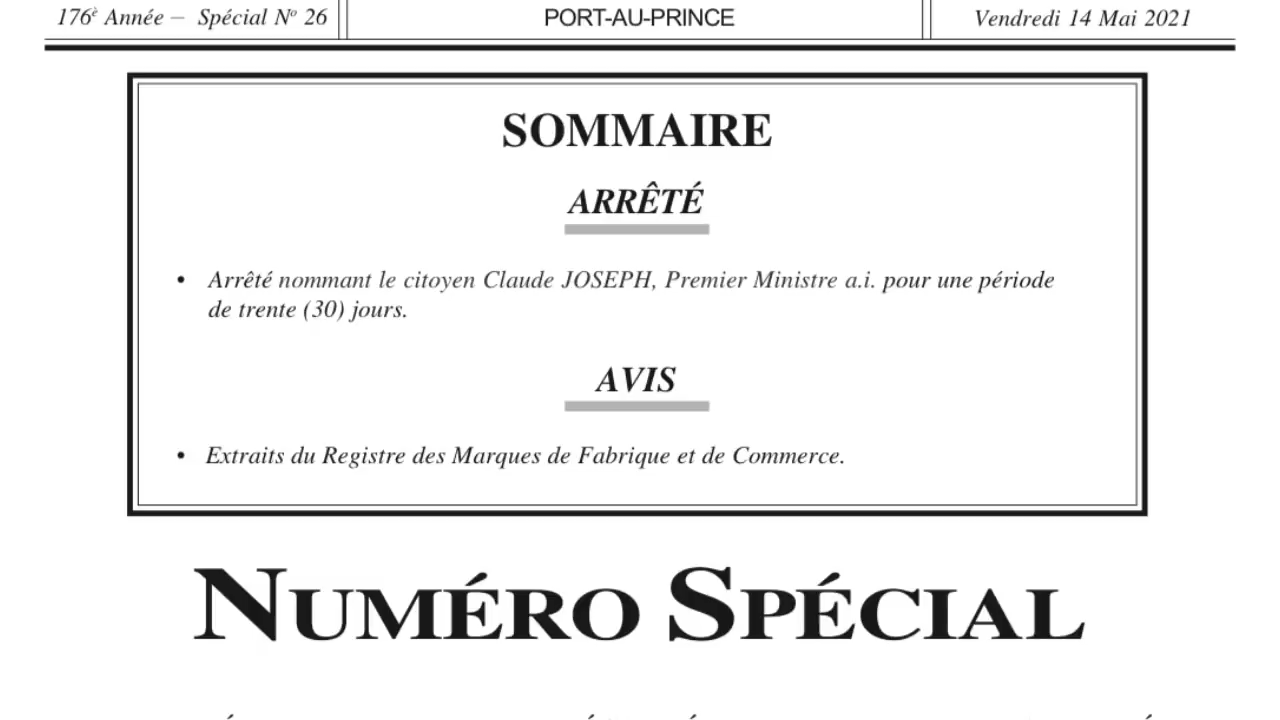 176è Année – Spécial No 26
PORT-AU-PRINCE
Vendredi 14 Mai 2021
SOMMAIRE
ARRÊTÉ
• Arrêté nommant le citoyen Claude JOSEPH, Premier Ministre a.i. pour une période
de trente (30) jours.
AVIS
• Extraits du Registre des Marques de Fabrique et de Commerce.
NUMÉRO SPÉCIAL